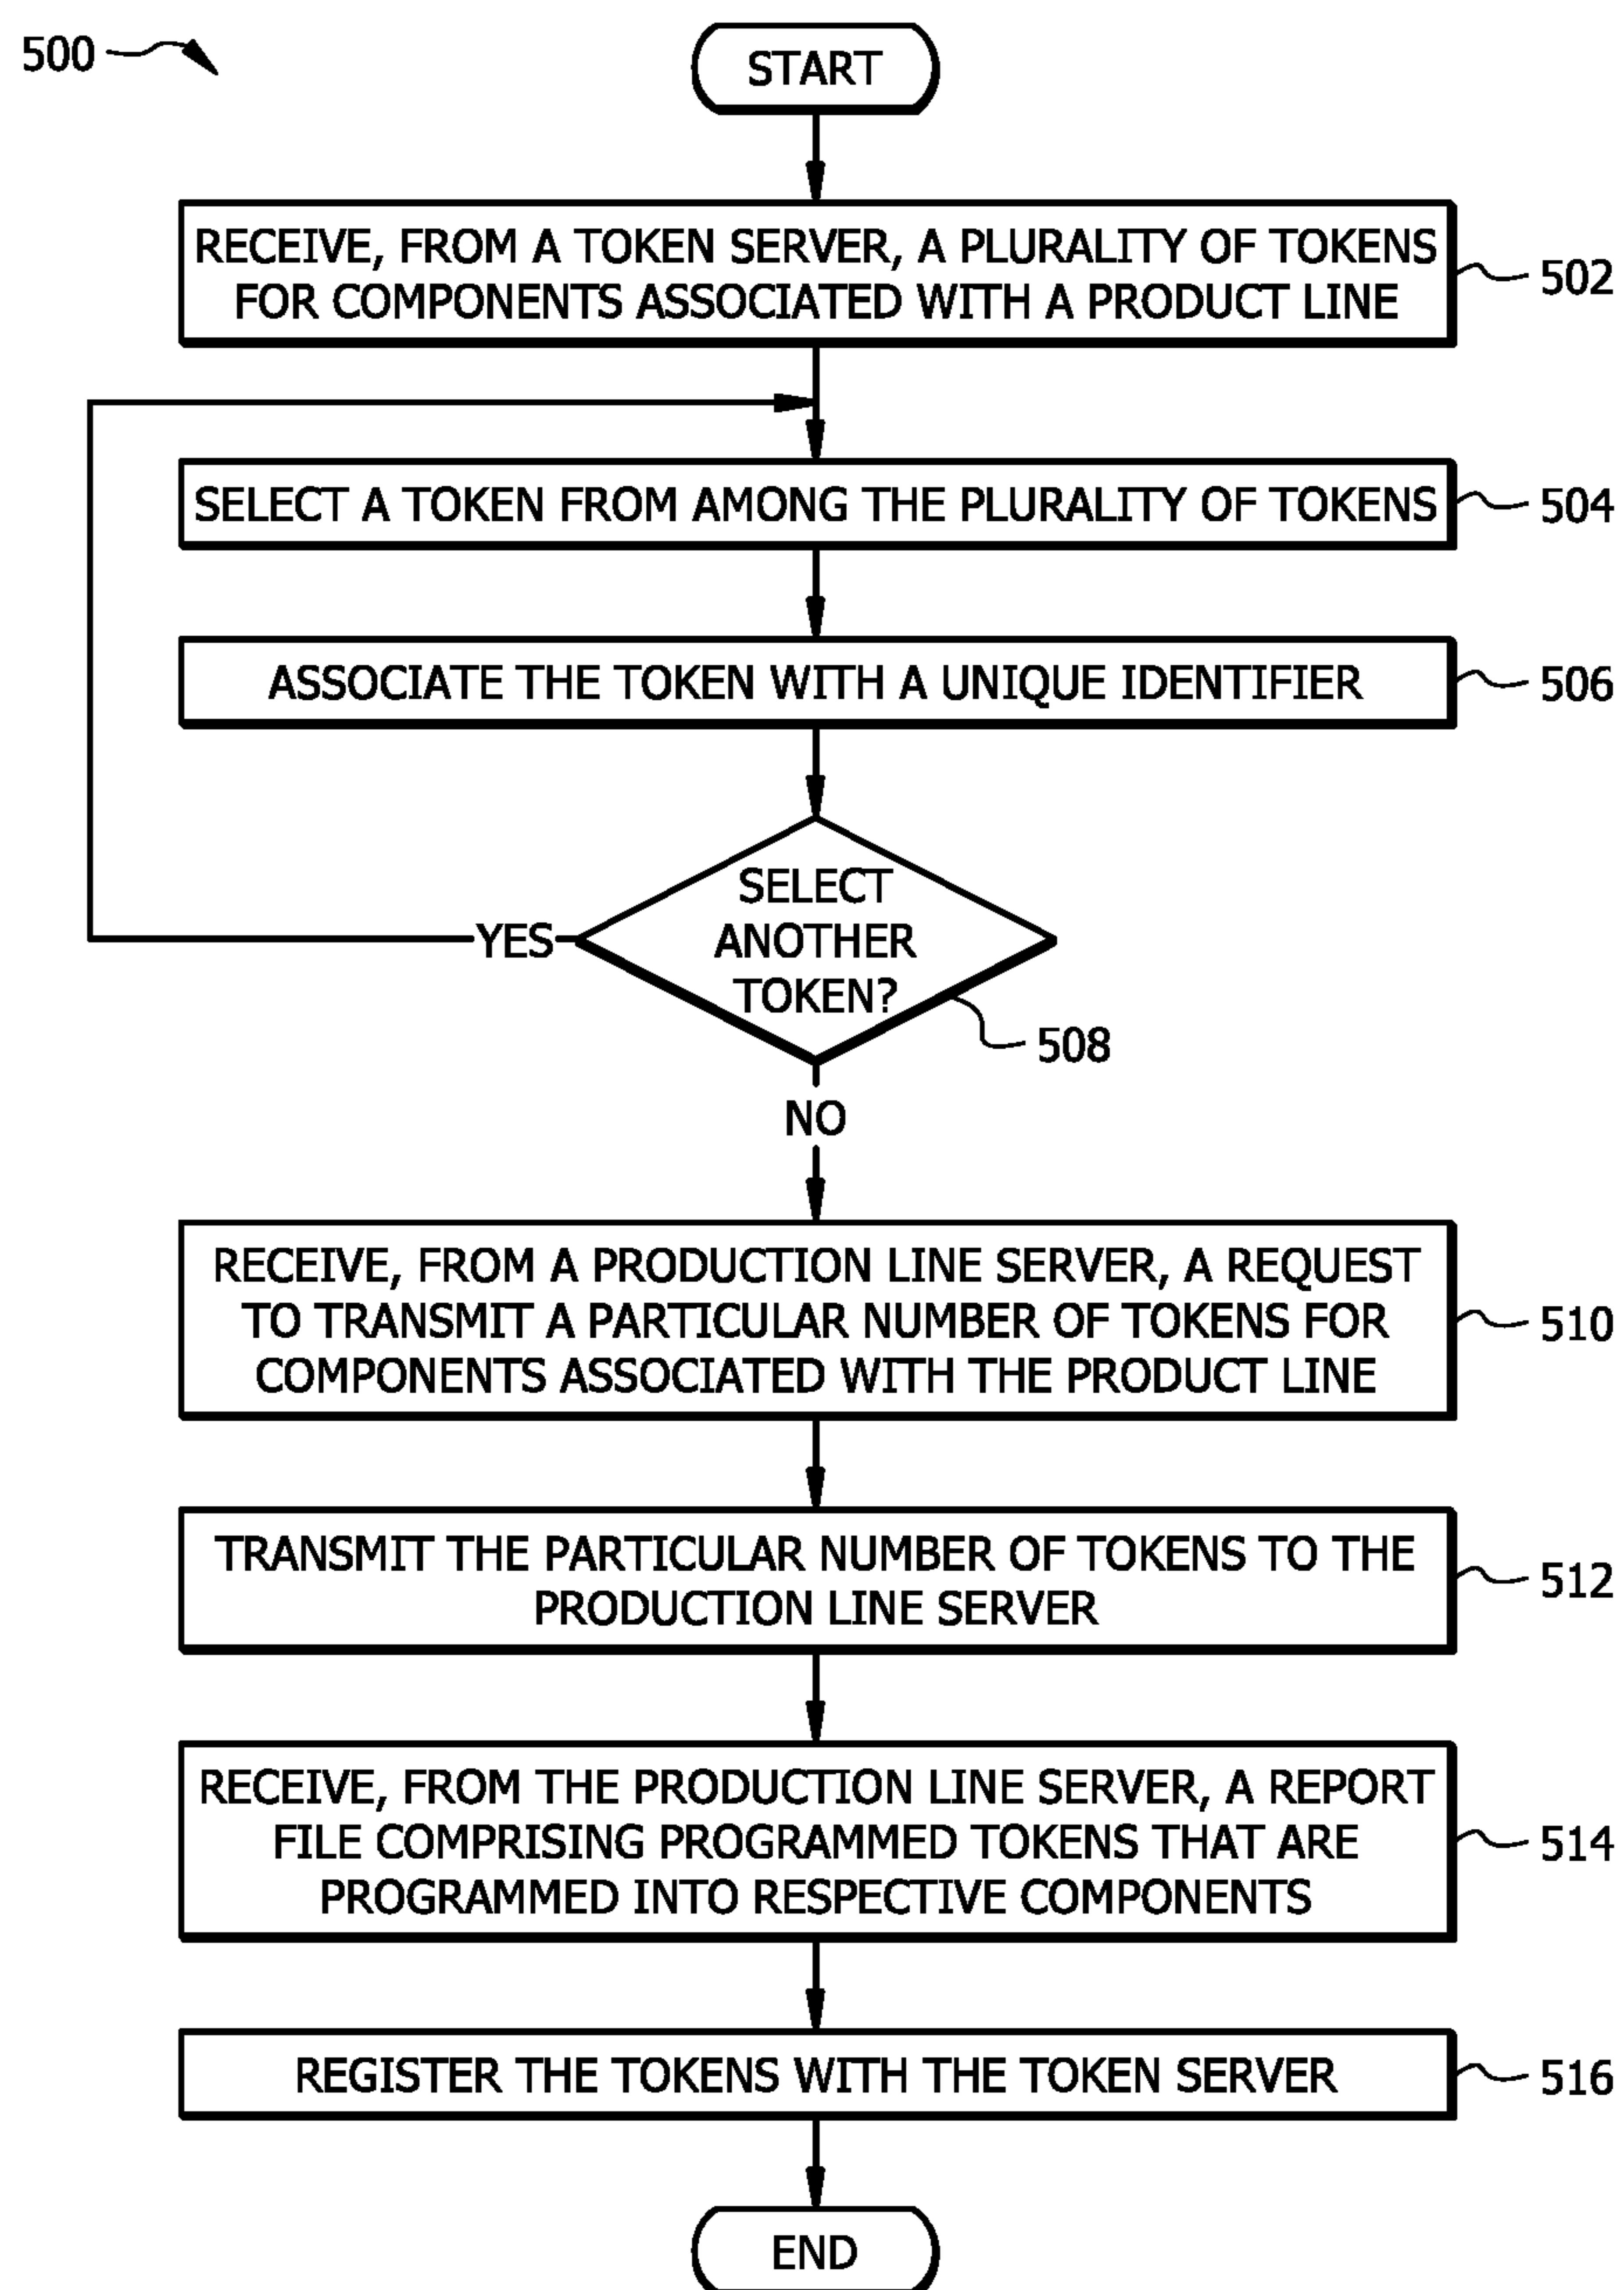 500
START
RECEIVE, FROM A TOKEN SERVER, A PLURALITY OF TOKENS
FOR COMPONENTS ASSOCIATED WITH A PRODUCT LINE
502
SELECT A TOKEN FROM AMONG THE PLURALITY OF TOKENS
504
ASSOCIATE THE TOKEN WITH A UNIQUE IDENTIFIER
506
SELECT
ANOTHER
TOKEN?
YES
508
NO
RECEIVE, FROM A PRODUCTION LINE SERVER, A REQUEST
TO TRANSMIT A PARTICULAR NUMBER OF TOKENS FOR
COMPONENTS ASSOCIATED WITH THE PRODUCT LINE
510
TRANSMIT THE PARTICULAR NUMBER OF TOKENS TO THE
PRODUCTION LINE SERVER
512
RECEIVE, FROM THE PRODUCTION LINE SERVER, A REPORT
FILE COMPRISING PROGRAMMED TOKENS THAT ARE
PROGRAMMED INTO RESPECTIVE COMPONENTS
514
REGISTER THE TOKENS WITH THE TOKEN SERVER
516
END